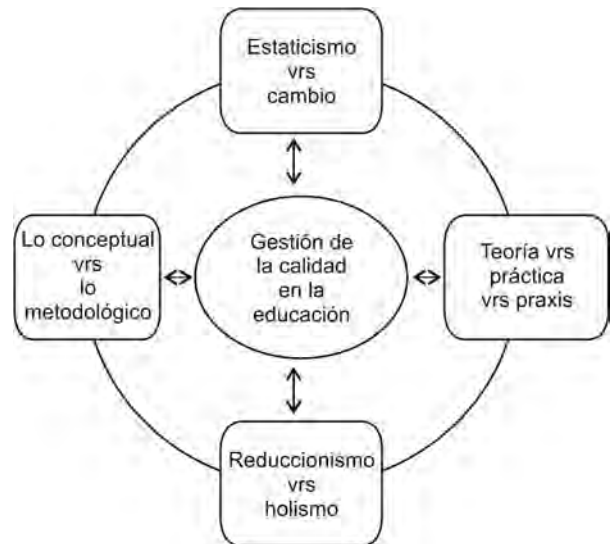 Estaticismo
vrs
cambio
Lo conceptual
vrs
lo
metodológico
Gestión de
la calidad
en la
educación
Teoría vrs
práctica
vrs praxis
Reduccionismo
vrs
holismo